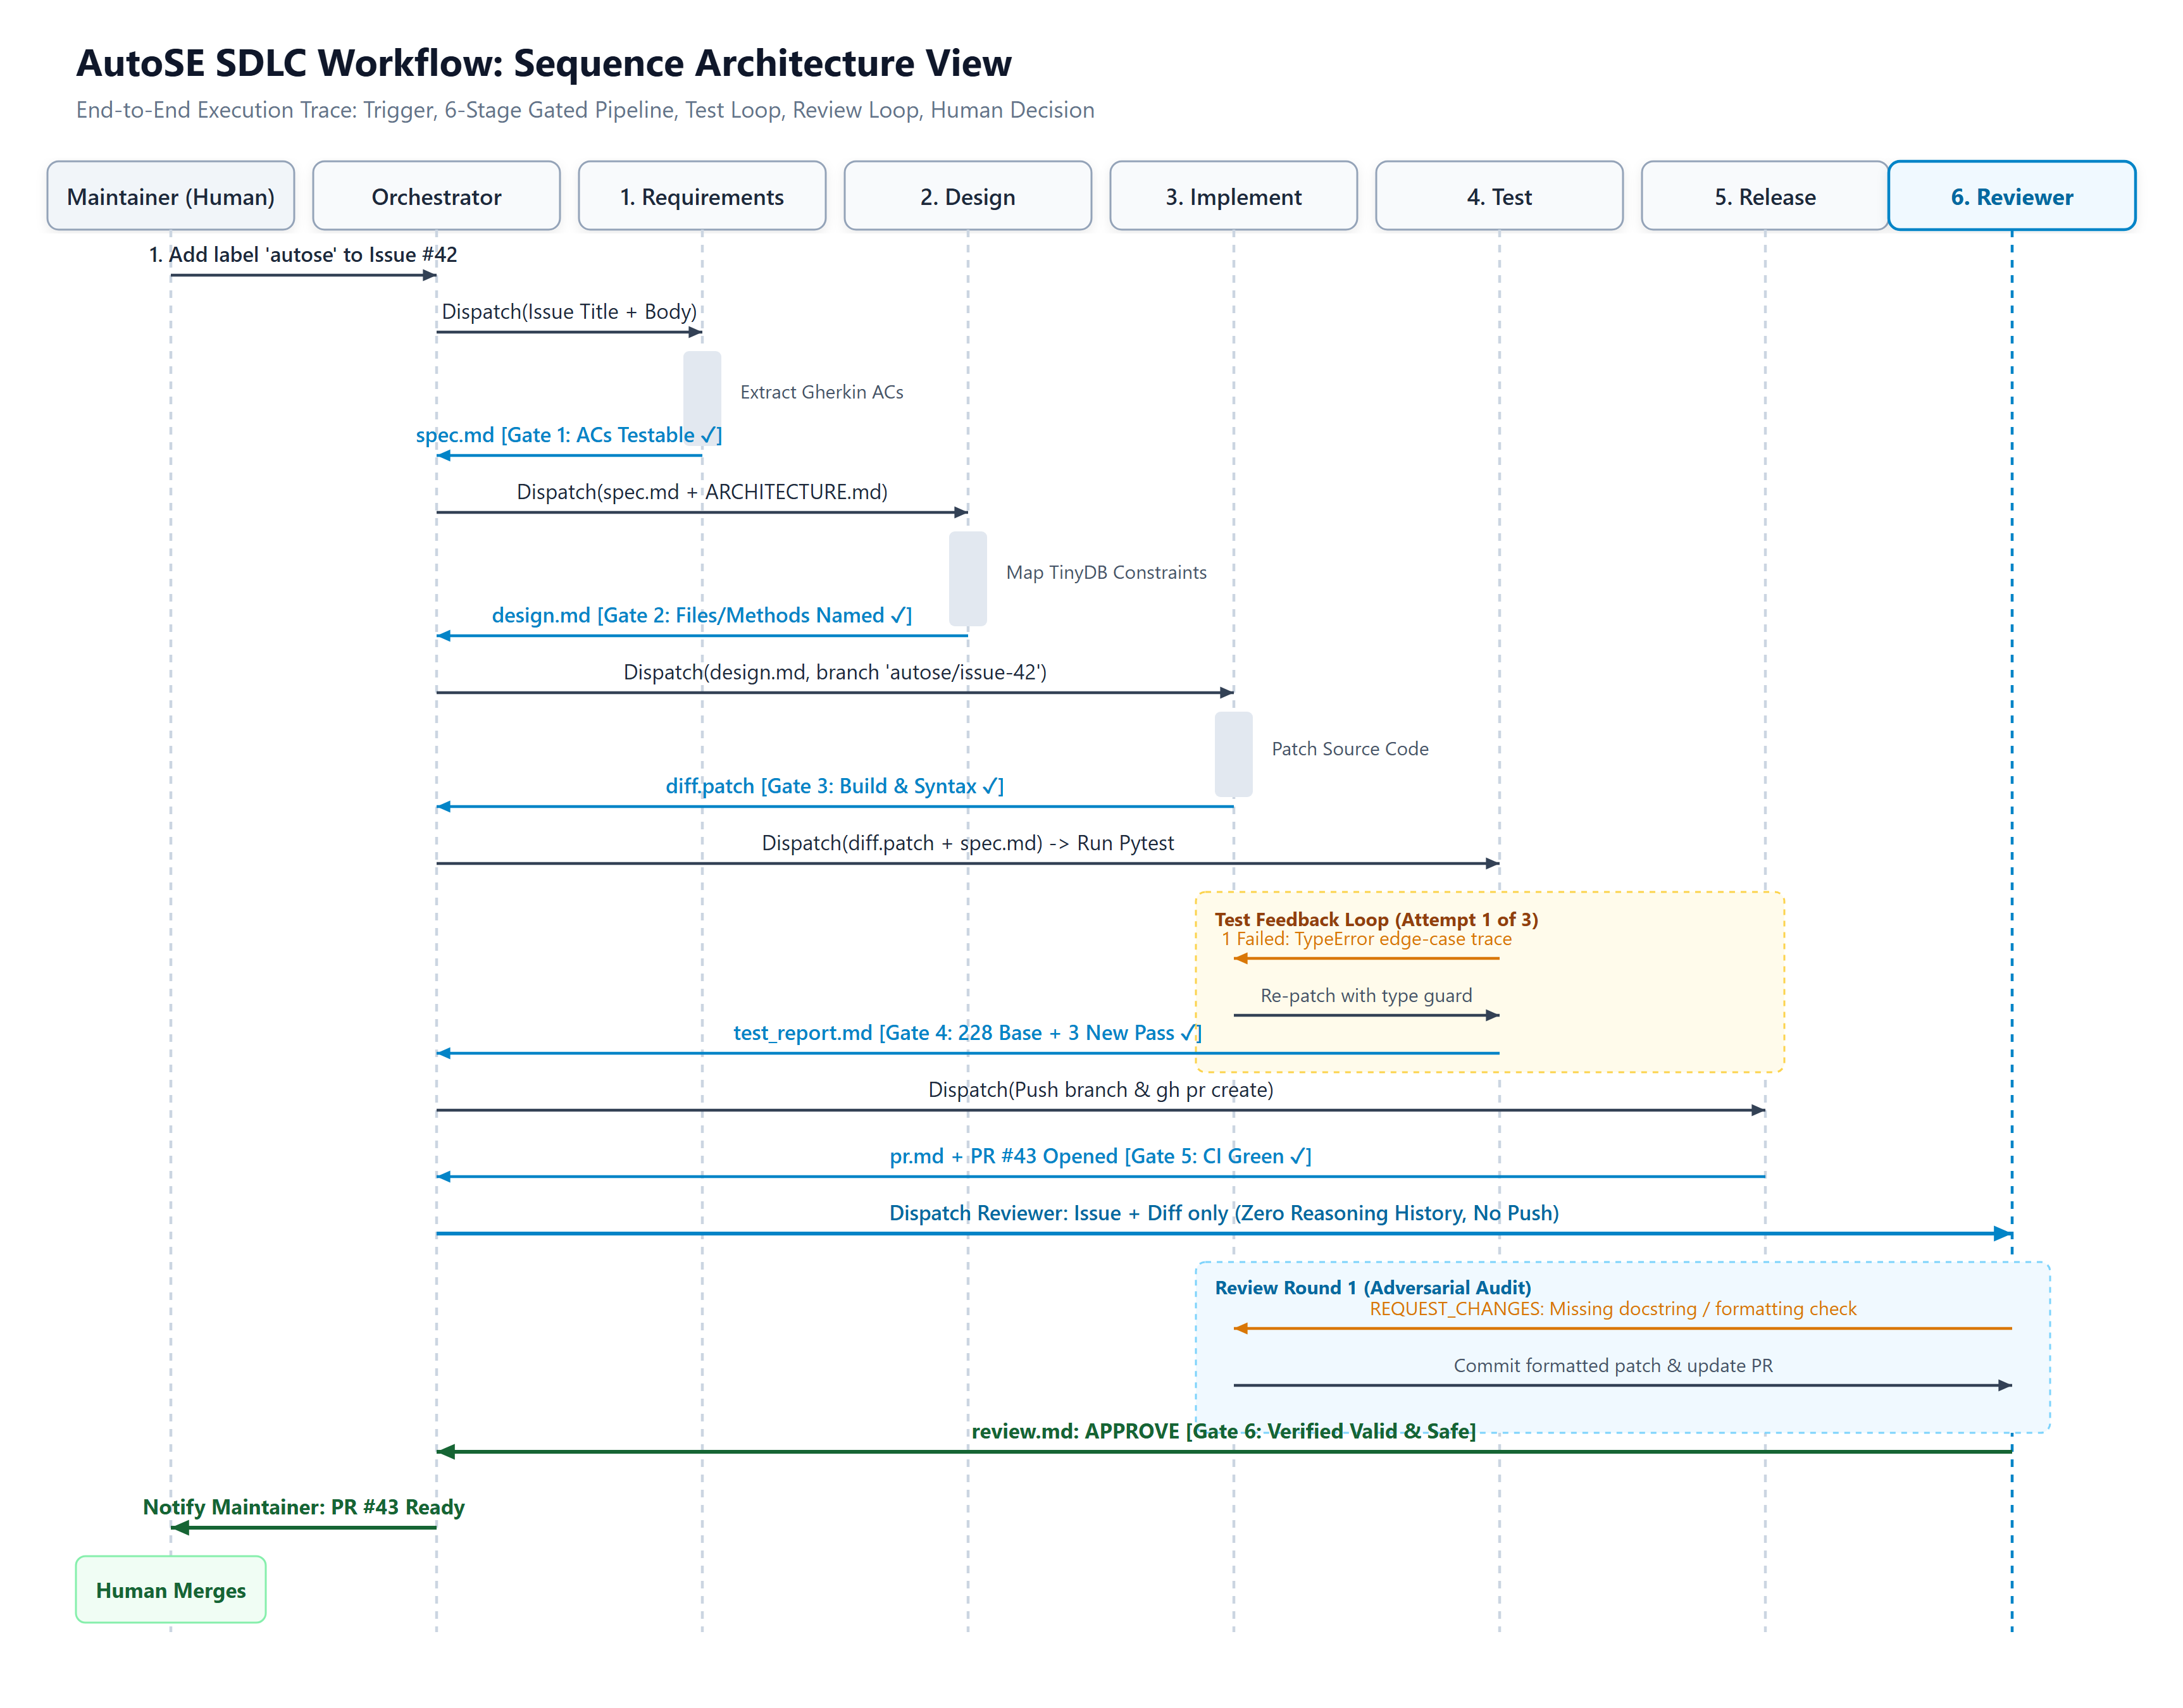 AutoSE SDLC Workflow: Sequence Architecture View
End-to-End Execution Trace: Trigger, 6-Stage Gated Pipeline, Test Loop, Review Loop, Human Decision
Maintainer (Human)
Orchestrator
1. Requirements
2. Design
3. Implement
4. Test
5. Release
6. Reviewer
1. Add label 'autose' to Issue #42
Dispatch(Issue Title + Body)
Extract Gherkin ACs
spec.md [Gate 1: ACs Testable ✓]
Dispatch(spec.md + ARCHITECTURE.md)
Map TinyDB Constraints
design.md [Gate 2: Files/Methods Named ✓]
Dispatch(design.md, branch 'autose/issue-42')
Patch Source Code
diff.patch [Gate 3: Build & Syntax ✓]
Dispatch(diff.patch + spec.md) -> Run Pytest
Test Feedback Loop (Attempt 1 of 3)
1 Failed: TypeError edge-case trace
Re-patch with type guard
test_report.md [Gate 4: 228 Base + 3 New Pass ✓]
Dispatch(Push branch & gh pr create)
pr.md + PR #43 Opened [Gate 5: CI Green ✓]
Dispatch Reviewer: Issue + Diff only (Zero Reasoning History, No Push)
Review Round 1 (Adversarial Audit)
REQUEST_CHANGES: Missing docstring / formatting check
Commit formatted patch & update PR
review.md: APPROVE [Gate 6: Verified Valid & Safe]
Notify Maintainer: PR #43 Ready
Human Merges